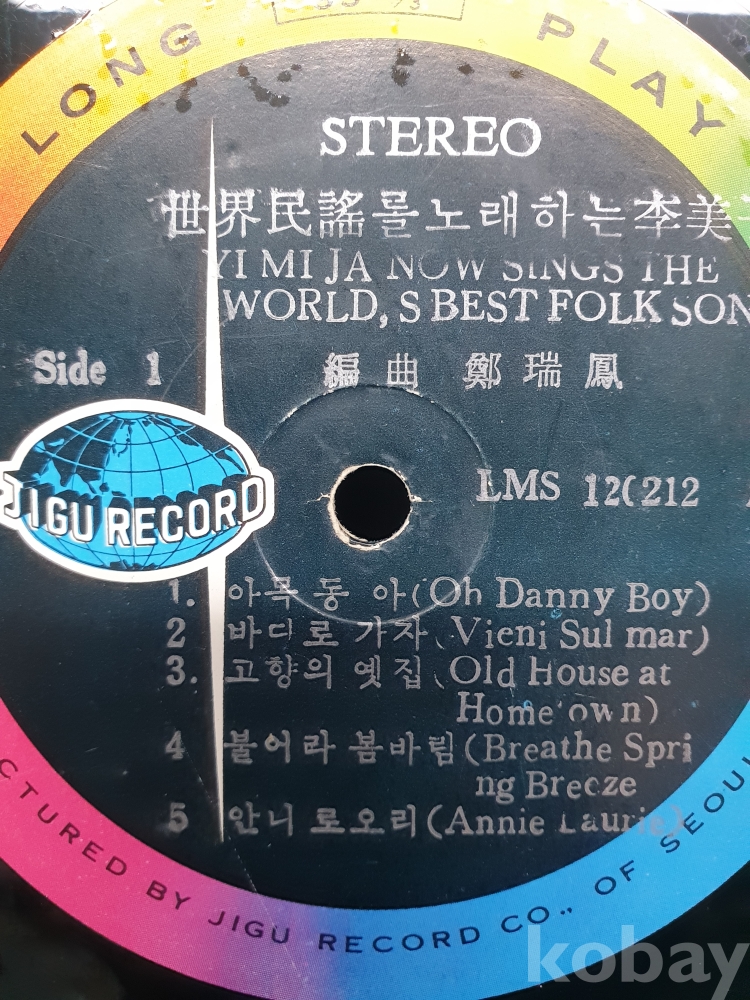 LONG PLAY
STEREO
世界民謠를노래하는李美
YI MI JA NOW SINGS THE
WORLD, S BEST FOLK SON
Side 1
編曲 鄭瑞鳳
JIGU RECORD
LMS 120212
1. 아목동아(Oh Danny Boy)
2 바다로가자 Vieni Sul mar)
3. 고향의 옛집 Old House at
Home own)
4 불어라봄바림(Breathe Spri
ng Breeze
5 안니로오리(Annie Laurie)
CTURED BY JIGU RECORD CO., OF SEOUL
kobay